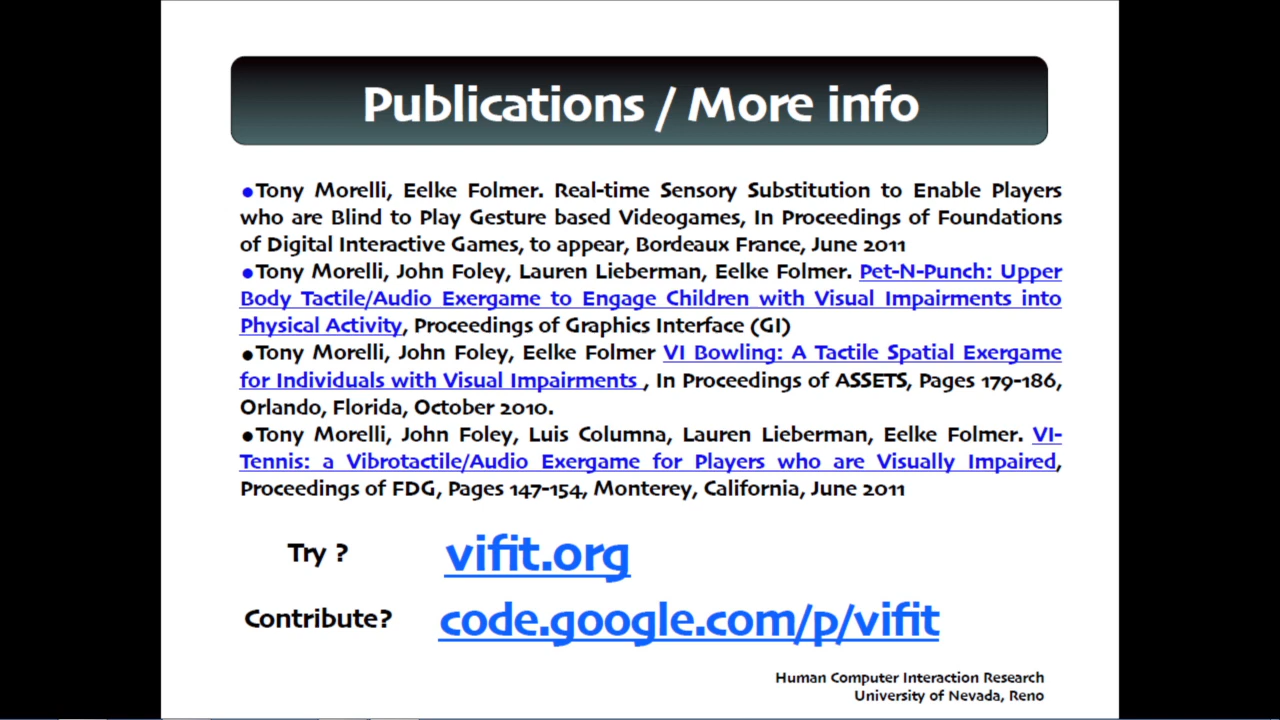 Publications / More info
•Tony Morelli, Eelke Folmer. Real-time Sensory Substitution to Enable Players
who are Blind to Play Gesture based Videogames, In Proceedings of Foundations
of Digital Interactive Games, to appear, Bordeaux France, June 2011
•Tony Morelli, John Foley, Lauren Lieberman, Eelke Folmer. Pet-N-Punch: Upper
Body Tactile/Audio Exergame to Engage Children with Visual Impairments into
Physical Activity, Proceedings of Graphics Interface (GI)
•Tony Morelli, John Foley, Eelke Folmer VI Bowling: A Tactile Spatial Exergame
for Individuals with Visual Impairments , In Proceedings of ASSETS, Pages 179-186,
Orlando, Florida, October 2010.
•Tony Morelli, John Foley, Luis Columna, Lauren Lieberman, Eelke Folmer. VI-
Tennis: a Vibrotactile/Audio Exergame for Players who are Visually Impaired,
Proceedings of FDG, Pages 147-154, Monterey, California, June 2011
Try ? vifit.org
Contribute? code.google.com/p/vifit
Human Computer Interaction Research
University of Nevada, Reno